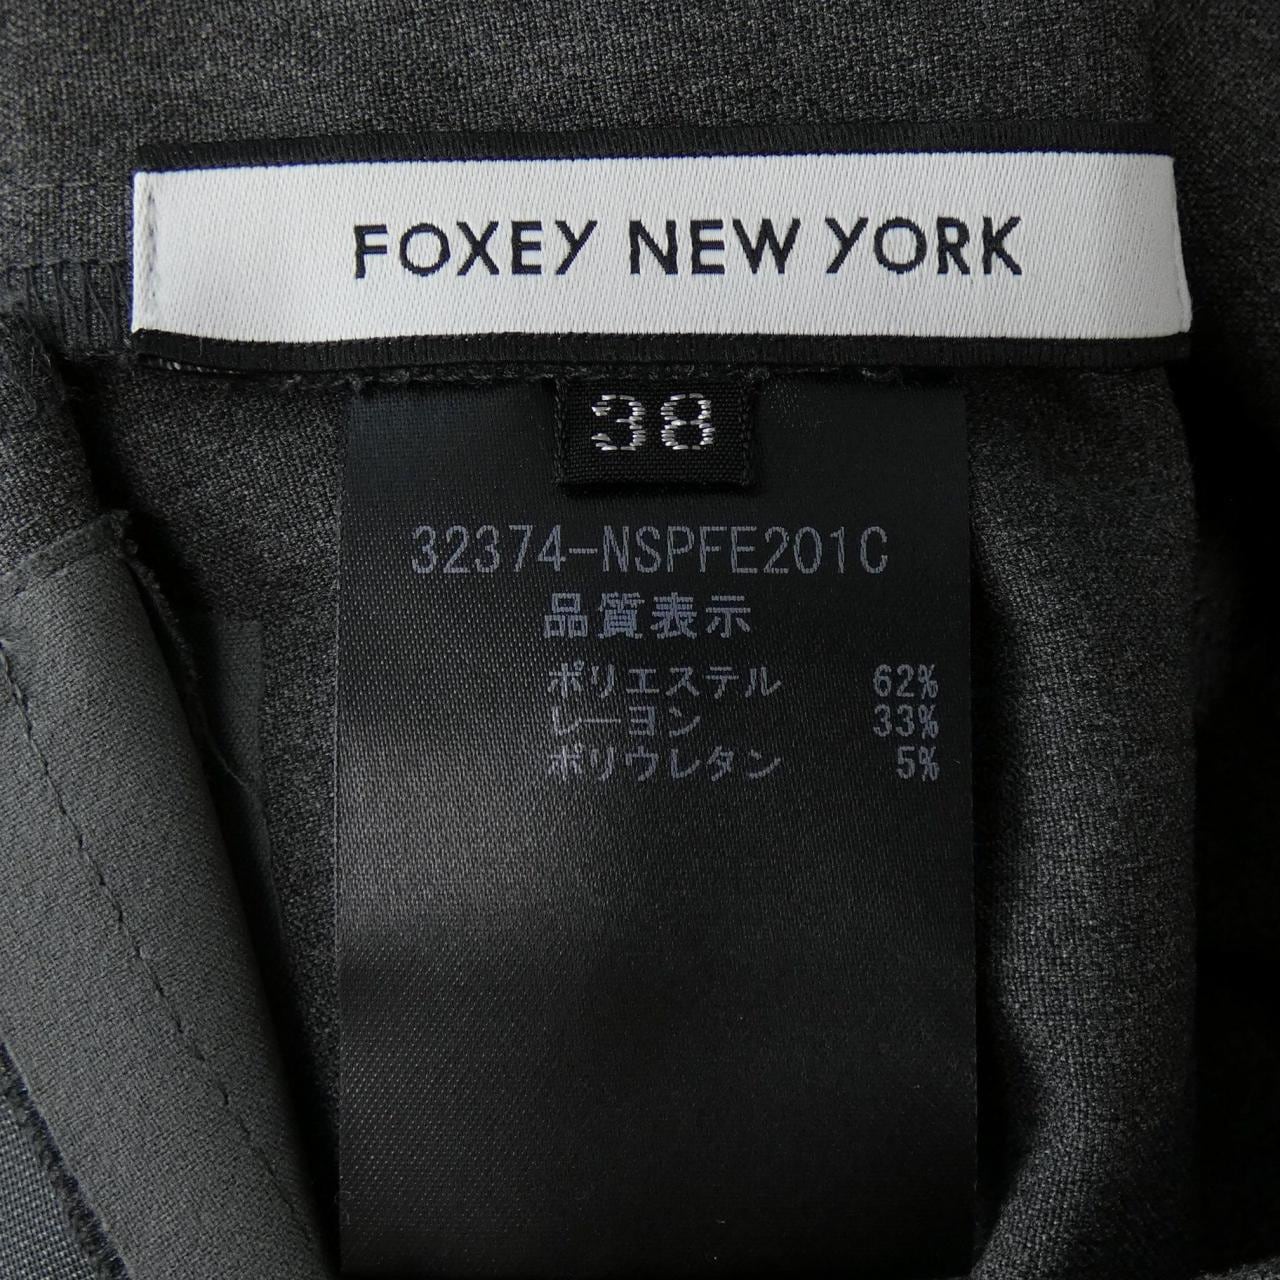 FOXEY NEW YORK
38
32374-NSPFE201C
品質表示
ポリエステル 62%
レーヨン 33%
ポリウレタン 5%